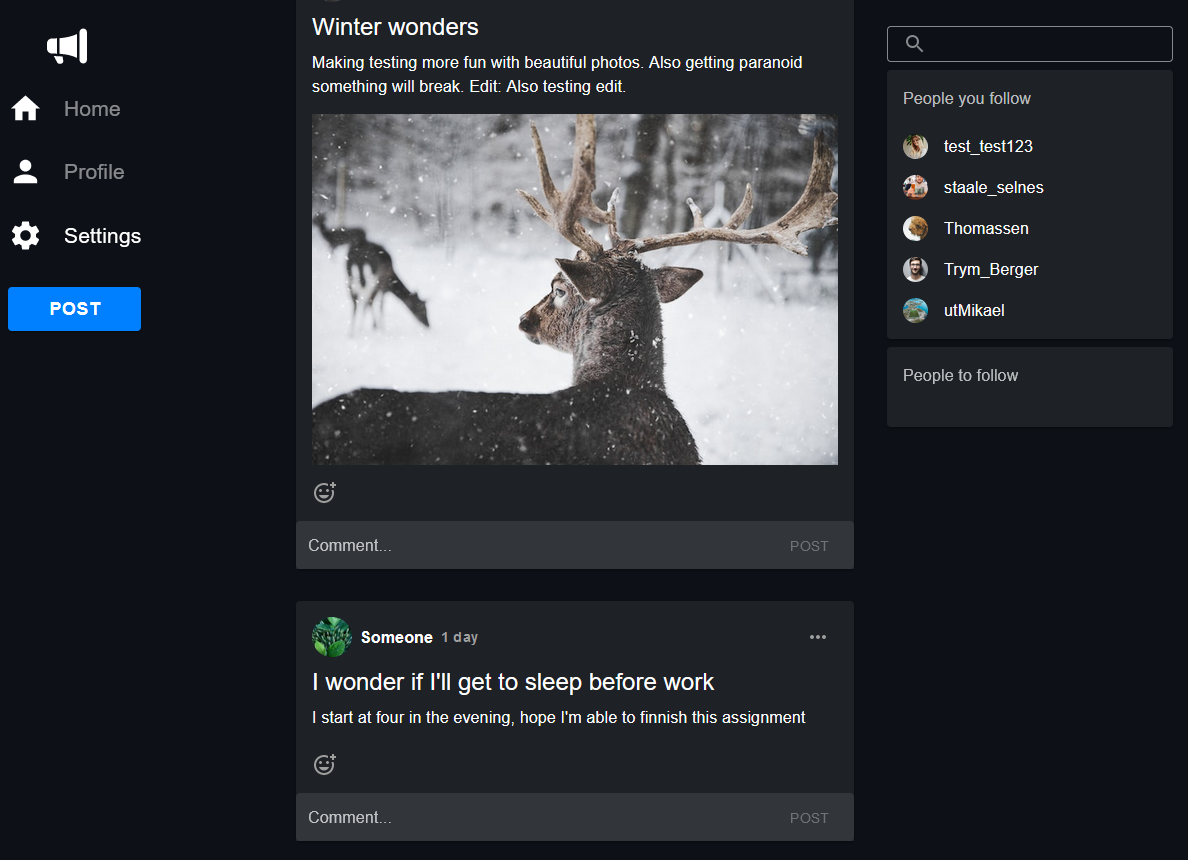 Home
Profile
Settings
POST
Winter wonders
Making testing more fun with beautiful photos. Also getting paranoid
something will break. Edit: Also testing edit.
Comment...
POST
Someone 1 day
I wonder if I'll get to sleep before work
I start at four in the evening, hope I'm able to finnish this assignment
Comment...
POST
People you follow
test_test123
staale_selnes
Thomassen
Trym_Berger
utMikael
People to follow